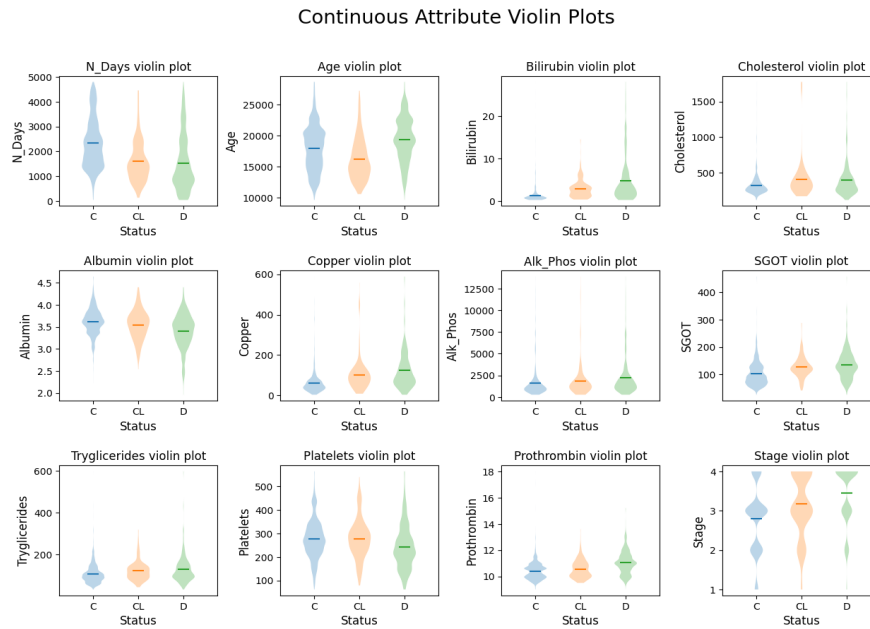 Continuous Attribute Violin Plots
N_Days violin plot
5000
4000
3000
2000
1000
0
N_Days
C CL D
Status
Age violin plot
25000
20000
15000
10000
Age
C CL D
Status
Bilirubin violin plot
20
10
0
Bilirubin
C CL D
Status
Cholesterol violin plot
1500
1000
500
Cholesterol
C CL D
Status
Albumin violin plot
4.5
4.0
3.5
3.0
2.5
2.0
Albumin
C CL D
Status
Copper violin plot
600
400
200
0
Copper
C CL D
Status
Alk_Phos violin plot
12500
10000
7500
5000
2500
0
Alk_Phos
C CL D
Status
SGOT violin plot
400
300
200
100
SGOT
C CL D
Status
Tryglicerides violin plot
600
400
200
Tryglicerides
C CL D
Status
Platelets violin plot
500
400
300
200
100
Platelets
C CL D
Status
Prothrombin violin plot
18
16
14
12
10
Prothrombin
C CL D
Status
Stage violin plot
4
3
2
1
Stage
C CL D
Status